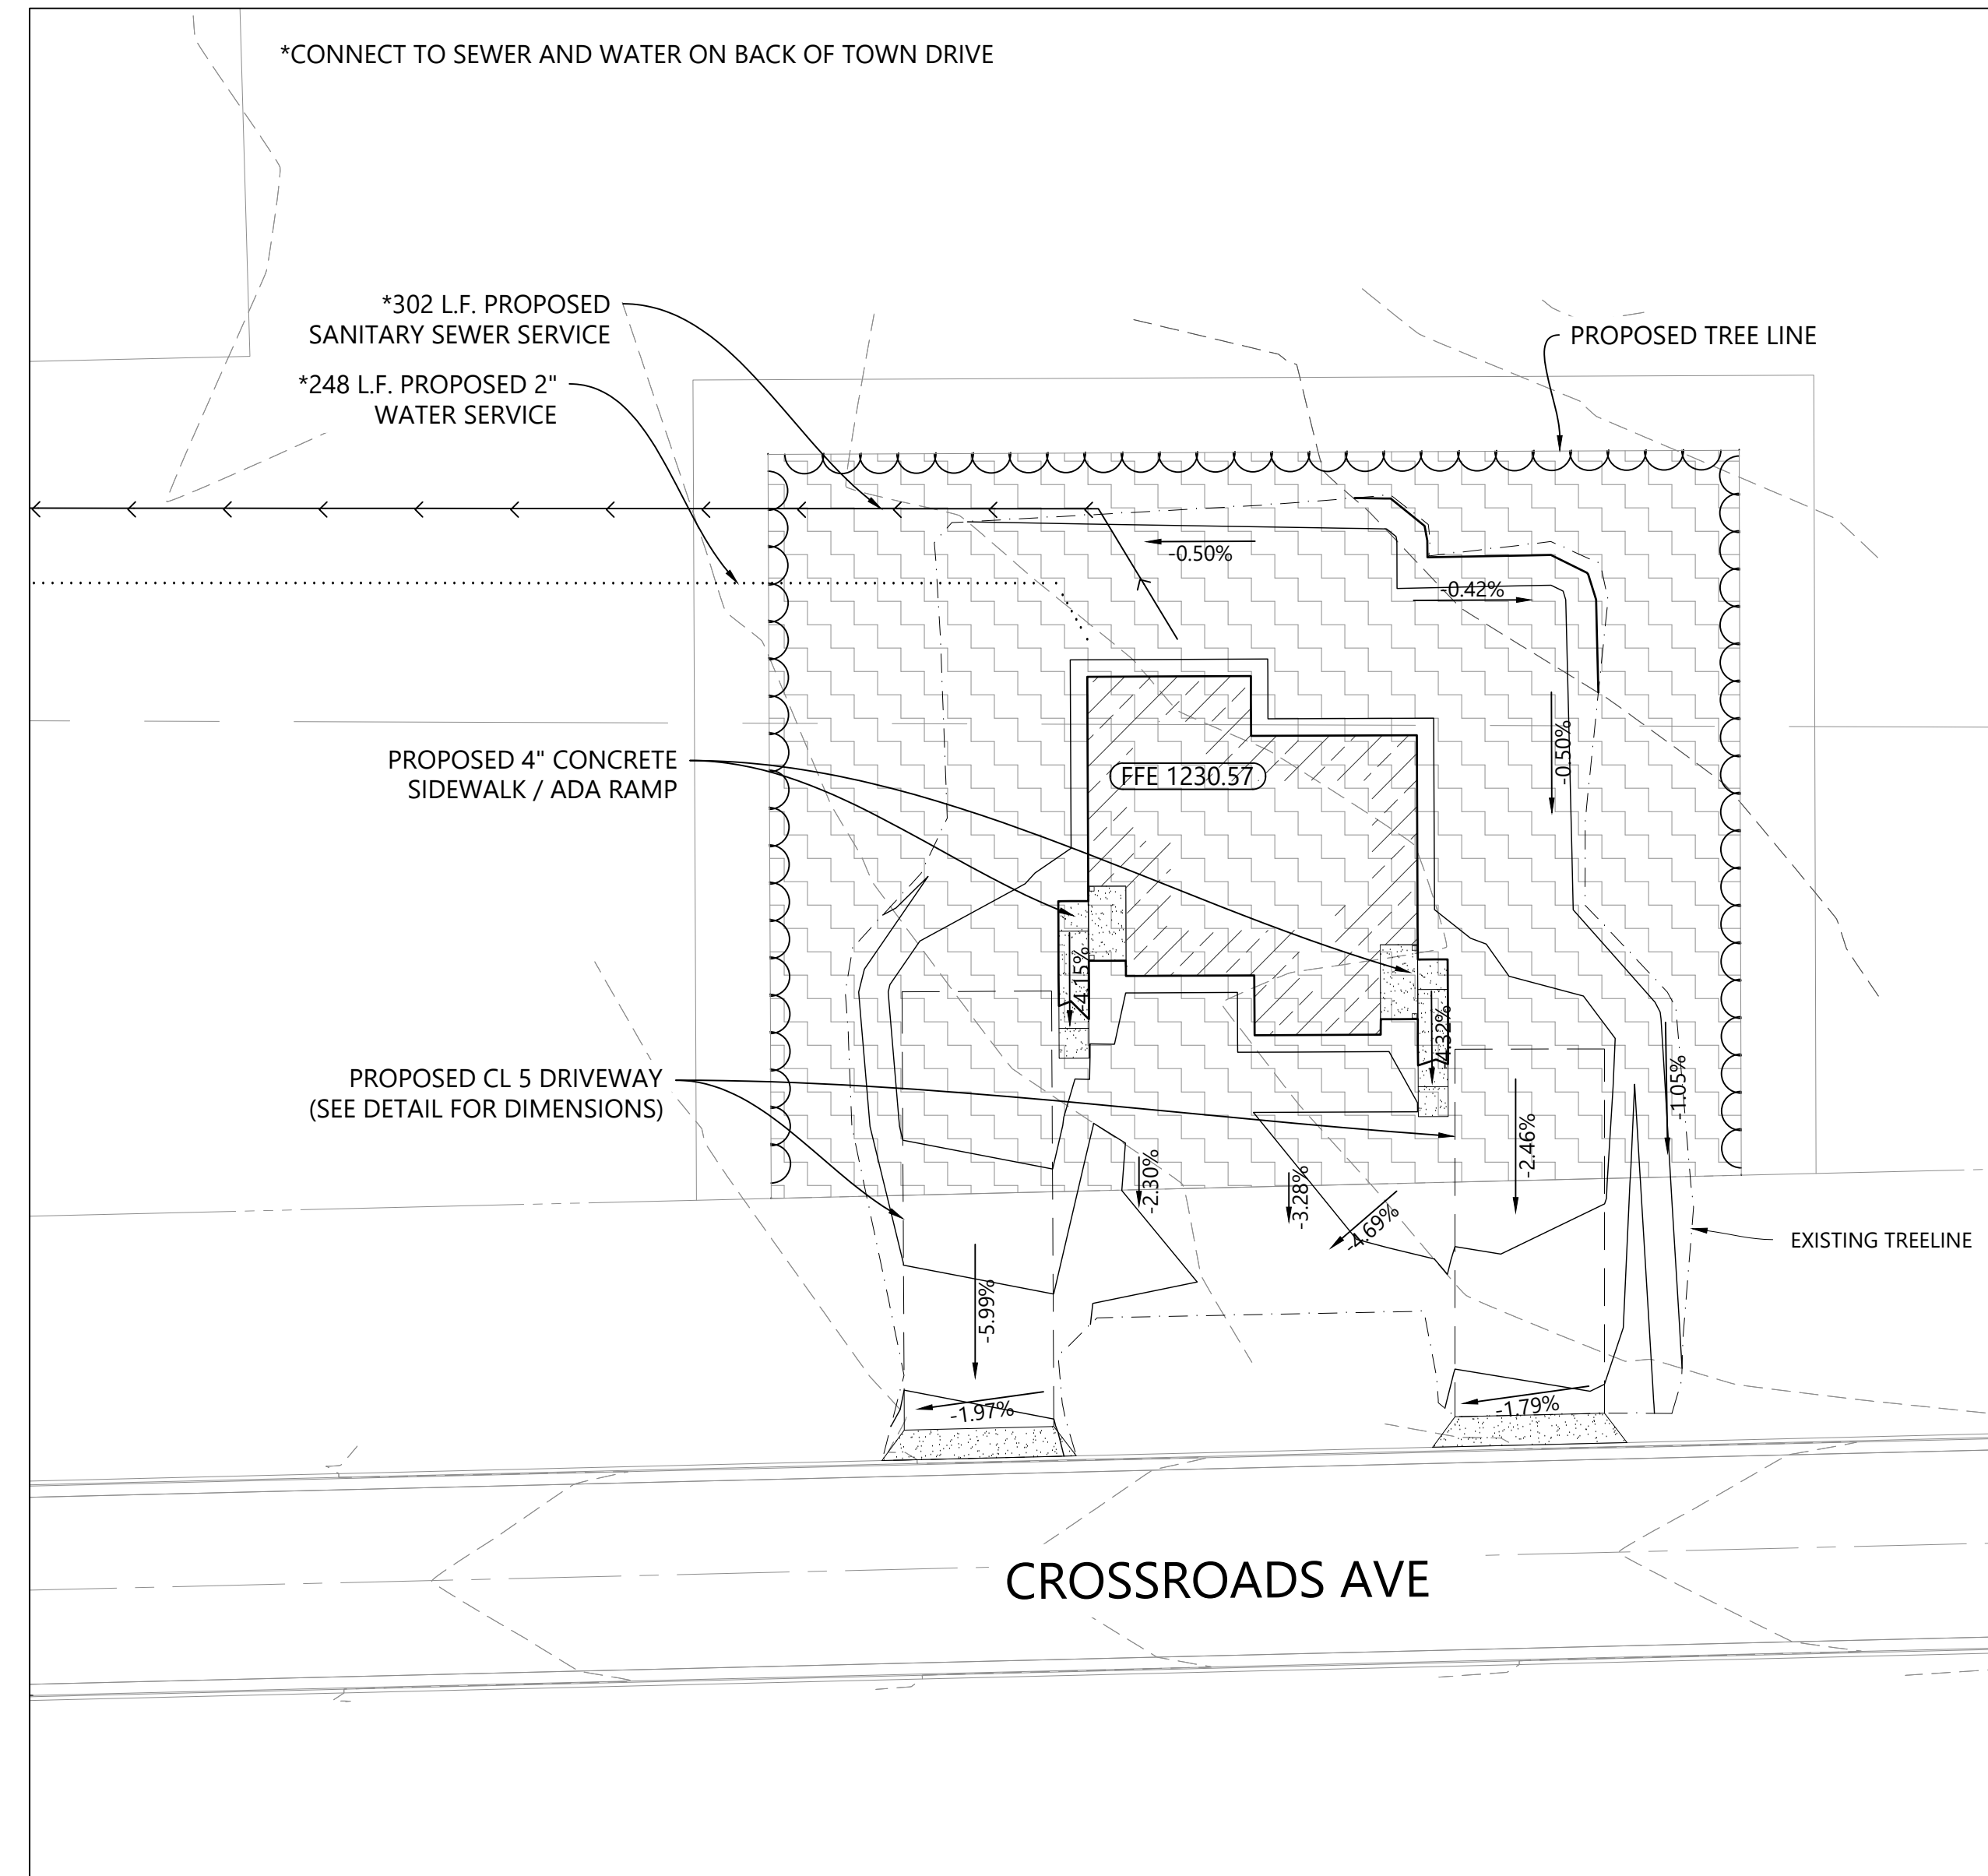 *CONNECT TO SEWER AND WATER ON BACK OF TOWN DRIVE
*302 L.F. PROPOSED
SANITARY SEWER SERVICE
PROPOSED TREE LINE
*248 L.F. PROPOSED 2"
WATER SERVICE
-0.50%
-0.42%
-0.50%
PROPOSED 4" CONCRETE
SIDEWALK / ADA RAMP
FFE 1230.57
-4.15%
-4.32%
PROPOSED CL 5 DRIVEWAY
(SEE DETAIL FOR DIMENSIONS)
-1.05%
-2.46%
-2.30%
-3.28%
-4.69%
EXISTING TREELINE
-5.99%
-1.97%
-1.79%
CROSSROADS AVE